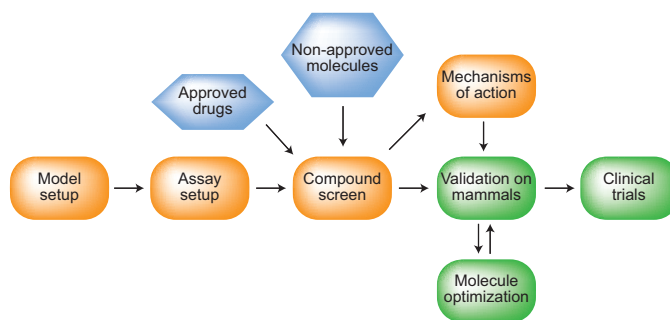 Non-approved
molecules
Approved
drugs
Mechanisms
of action
Model
setup
Assay
setup
Compound
screen
Validation on
mammals
Clinical
trials
Molecule
optimization